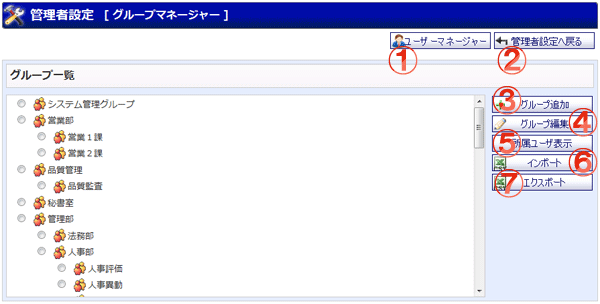 管理者設定 [ グループマネージャー ]
ユーザーマネージャー 管理者設定へ戻る
① ②
グループ一覧
システム管理グループ
営業部
営業1課
営業2課
品質管理
品質監査
秘書室
管理部
法務部
人事部
人事評価
人事異動
③ グループ追加
グループ編集 ④
⑤ 所属ユーザ表示
インポート ⑥
⑦ エクスポート